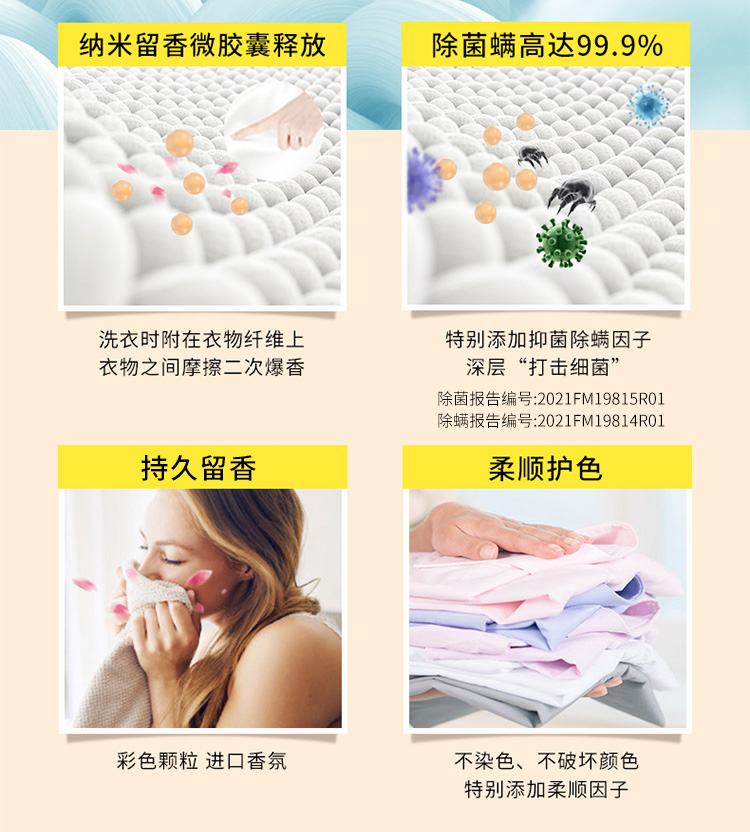 纳米留香微胶囊释放
洗衣时附在衣物纤维上
衣物之间摩擦二次爆香
除菌螨高达99.9%
特别添加抑菌除螨因子
深层“打击细菌”
除菌报告编号:2021FM19815R01
除螨报告编号:2021FM19814R01
持久留香
彩色颗粒 进口香氛
柔顺护色
不染色、不破坏颜色
特别添加柔顺因子